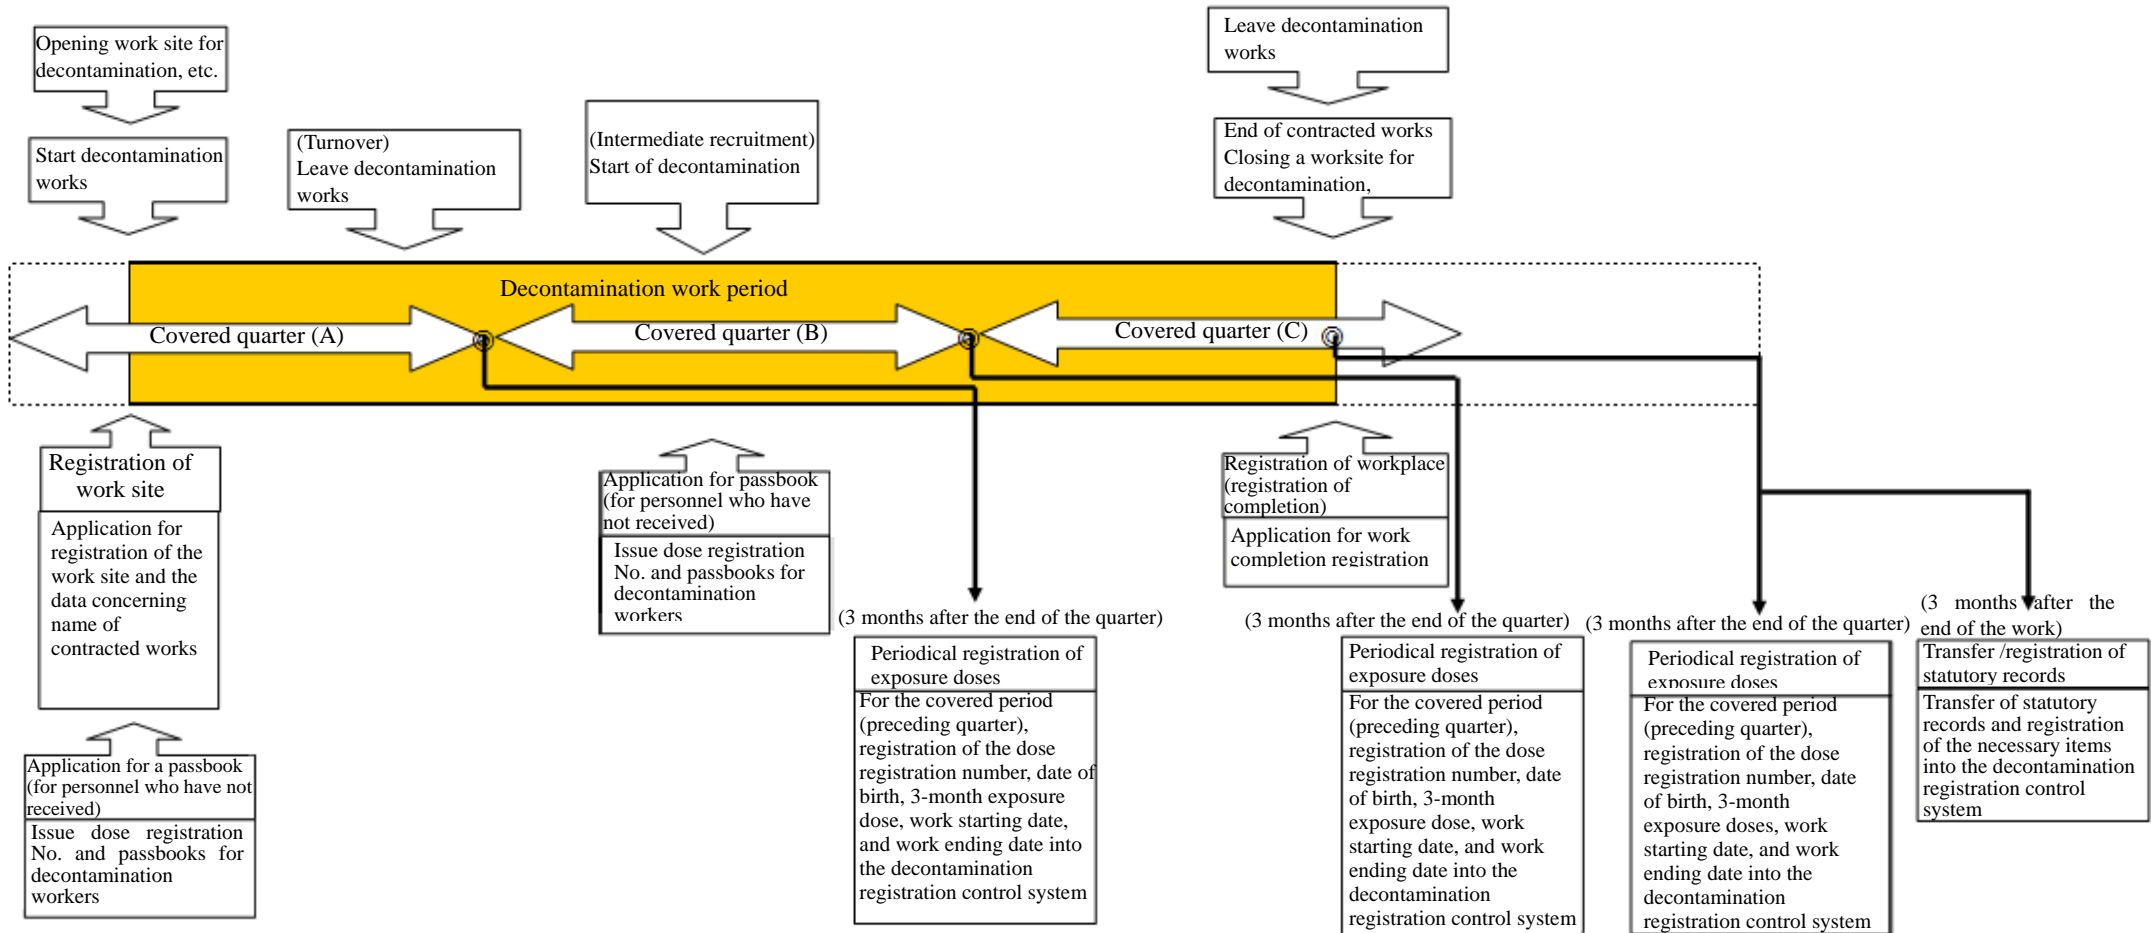 Opening work site for
decontamination, etc.
Start decontamination
works
(Turnover)
Leave decontamination
works
(Intermediate recruitment)
Start of decontamination
Leave decontamination
works
End of contracted works
Closing a worksite for
decontamination,
Decontamination work period
Covered quarter (A)
Covered quarter (B)
Covered quarter (C)
Registration of
work site
Application for
registration of the
work site and the
data concerning
name of
contracted works
Application for a passbook
(for personnel who have not
received)
Issue dose registration
No. and passbooks for
decontamination
workers
Application for passbook
(for personnel who have
not received)
Issue dose registration
No. and passbooks for
decontamination
workers
Registration of workplace
(registration of
completion)
Application for work
completion registration
(3 months after the end of the quarter)
Periodical registration of
exposure doses
For the covered period
(preceding quarter),
registration of the dose
registration number, date of
birth, 3-month exposure
dose, work starting date,
and work ending date into
the decontamination
registration control system
(3 months after the end of the quarter)
Periodical registration of
exposure doses
For the covered period
(preceding quarter),
registration of the dose
registration number, date
of birth, 3-month
exposure dose, work
starting date, and work
ending date into the
decontamination
registration control system
(3 months after the end of the quarter)
Periodical registration of
exposure doses
For the covered period
(preceding quarter),
registration of the dose
registration number, date
of birth, 3-month
exposure doses, work
starting date, and work
ending date into the
decontamination
registration control system
(3 months after the
end of the work)
Transfer /registration of
statutory records
Transfer of statutory
records and registration
of the necessary items
into the decontamination
registration control
system